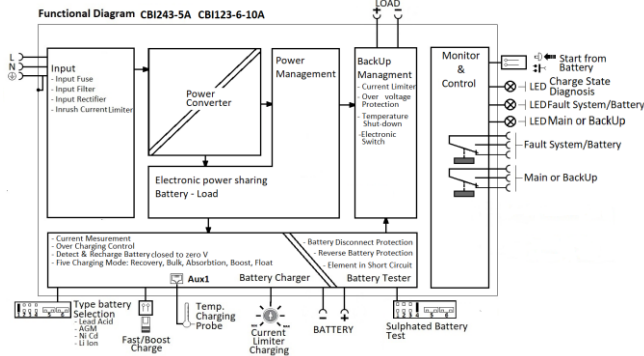 Functional Diagram CBI243-5A CBI123-6-10A
LOAD
+ -
L
N
Input
- Input Fuse
- Input Filter
- Input Rectifier
- Inrush Current Limiter
Power
Converter
Power
Management
BackUp
Managment
- Current Limiter
- Over voltage
Protection
- Temperature
Shut-down
-Electronic
Switch
Monitor
&
Control
Start from
Battery
LED Charge State
Diagnosis
LED Fault System/Battery
LED Main or BackUp
Fault System/Battery
Main or BackUp
Electronic power sharing
Battery - Load
- Current Mesurement
- Over Charging Control
- Detect & Recharge Battery closed to zero V
- Five Charging Mode: Recovery, Bulk, Absorbtion, Boost, Float
Aux1
Battery Charger
- Battery Disconnect Protection
- Reverse Battery Protection
- Element in Short Circuit
Battery Tester
Type battery
Selection
- Lead Acid
- AGM
- Ni Cd
- Li Ion
Fast/Boost
Charge
Temp.
Charging
Probe
Current
Limiter
Charging
- +
BATTERY
Sulphated Battery
Test